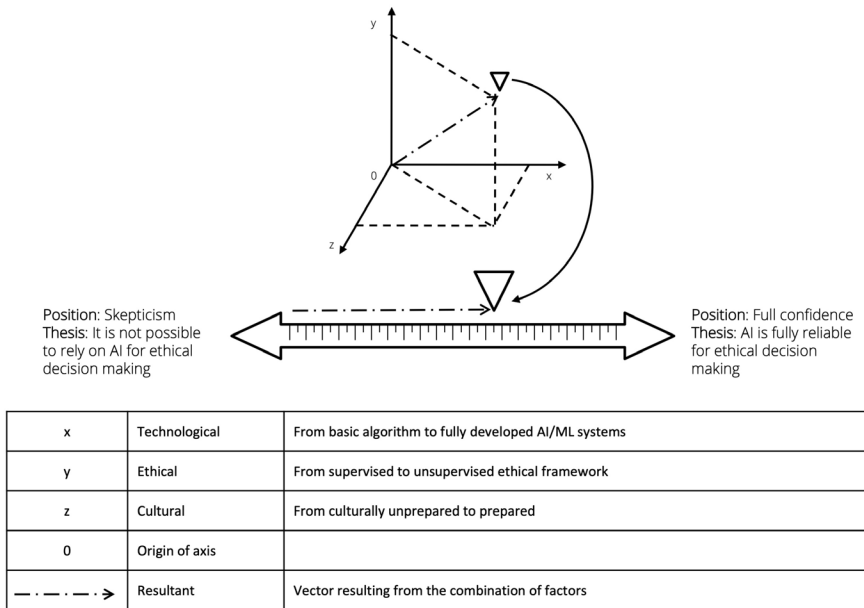 y
0
x
z
Position: Skepticism
Thesis: It is not possible
to rely on AI for ethical
decision making
Position: Full confidence
Thesis: AI is fully reliable
for ethical decision
making
x Technological From basic algorithm to fully developed AI/ML systems
y Ethical From supervised to unsupervised ethical framework
z Cultural From culturally unprepared to prepared
0 Origin of axis
Resultant Vector resulting from the combination of factors